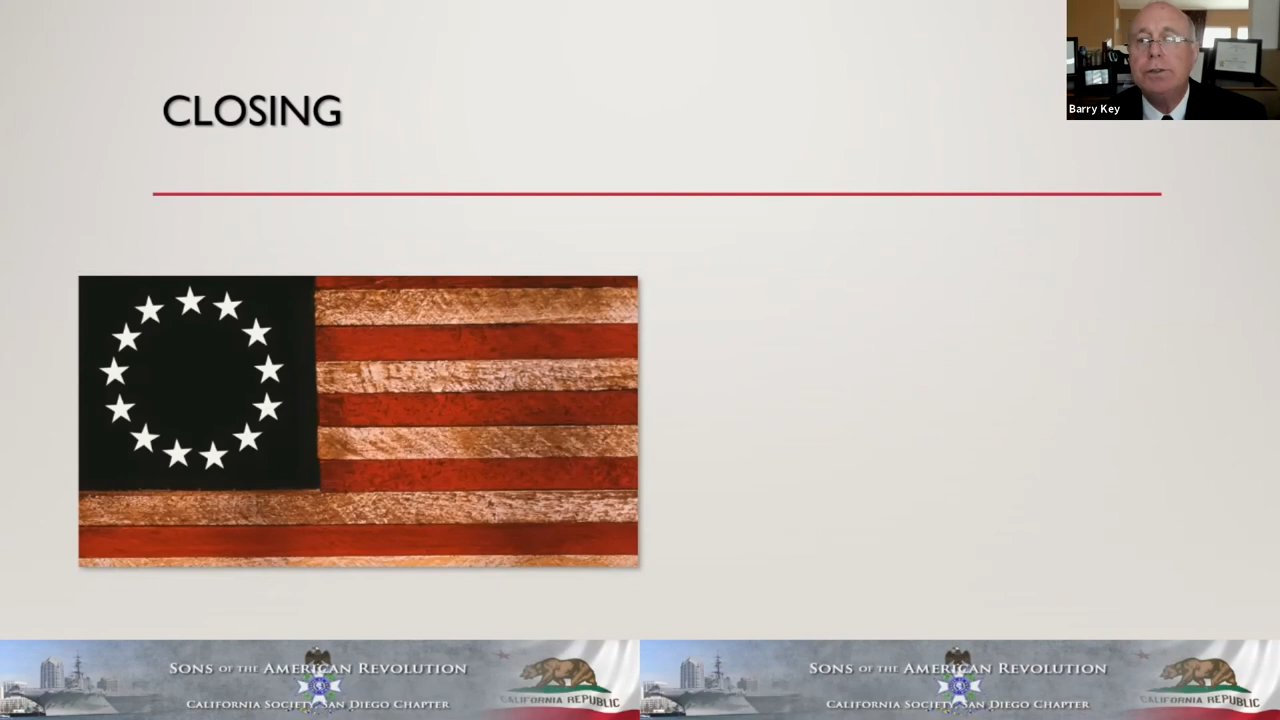 CLOSING
Barry Key
SONS OF THE AMERICAN REVOLUTION
CALIFORNIA SOCIETY SAN DIEGO CHAPTER
CALIFORNIA REPUBLIC
SONS OF THE AMERICAN REVOLUTION
CALIFORNIA SOCIETY SAN DIEGO CHAPTER
CALIFORNIA REPUBLIC